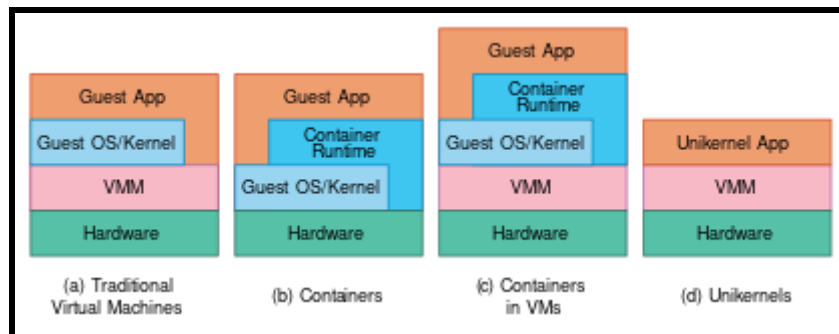 Guest App
Guest OS/Kernel
VMM
Hardware
(a) Traditional
Virtual Machines
Guest App
Container
Runtime
Guest OS/Kernel
Hardware
(b) Containers
Guest App
Container
Runtime
Guest OS/Kernel
VMM
Hardware
(c) Containers
in VMs
Unikernel App
VMM
Hardware
(d) Unikernels